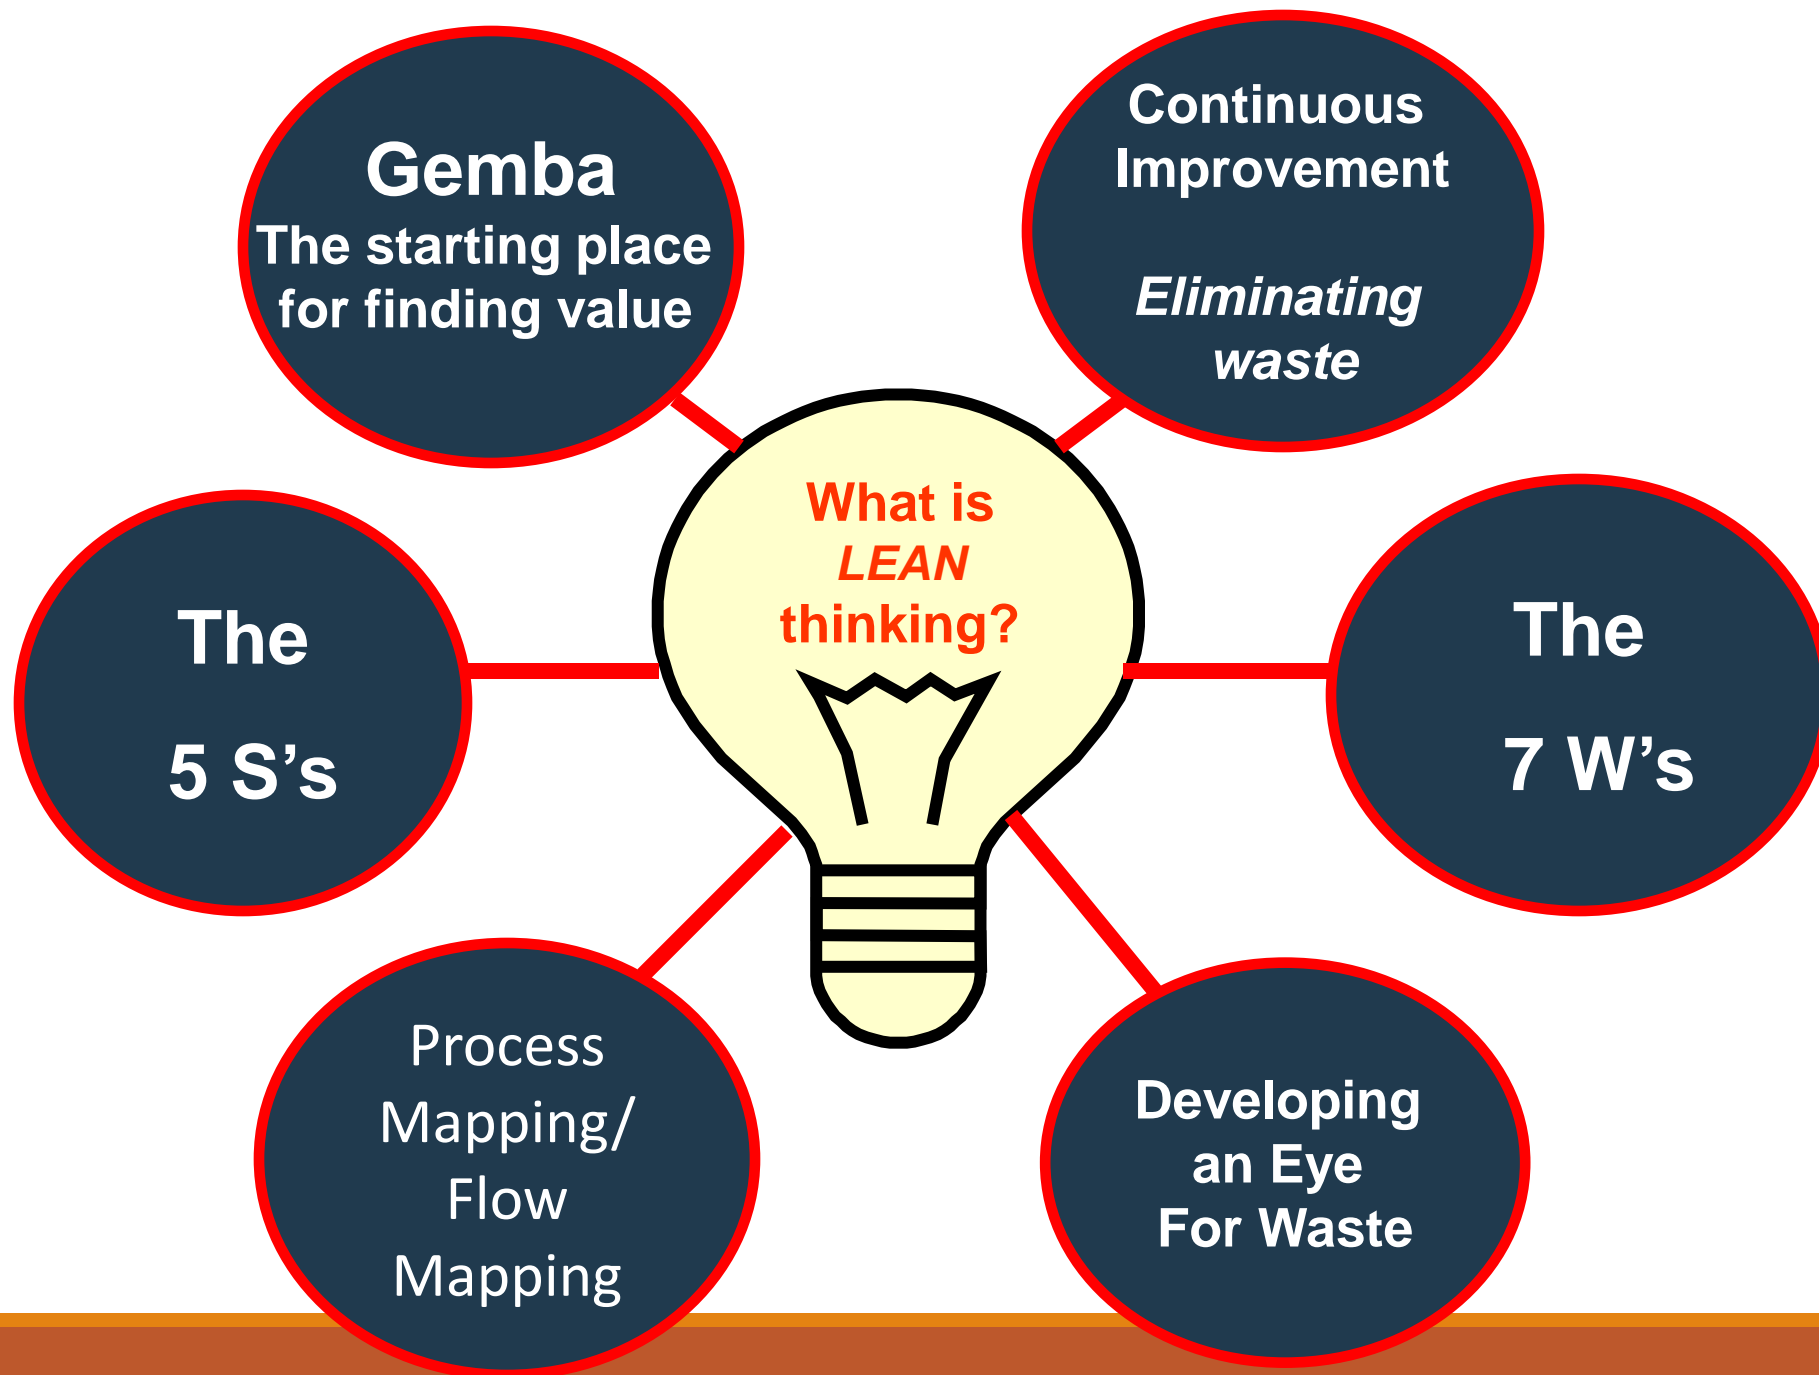 Gemba
The starting place
for finding value
Continuous
Improvement
Eliminating
waste
What is
LEAN
thinking?
The
5 S’s
The
7 W’s
Process
Mapping/
Flow
Mapping
Developing
an Eye
For Waste